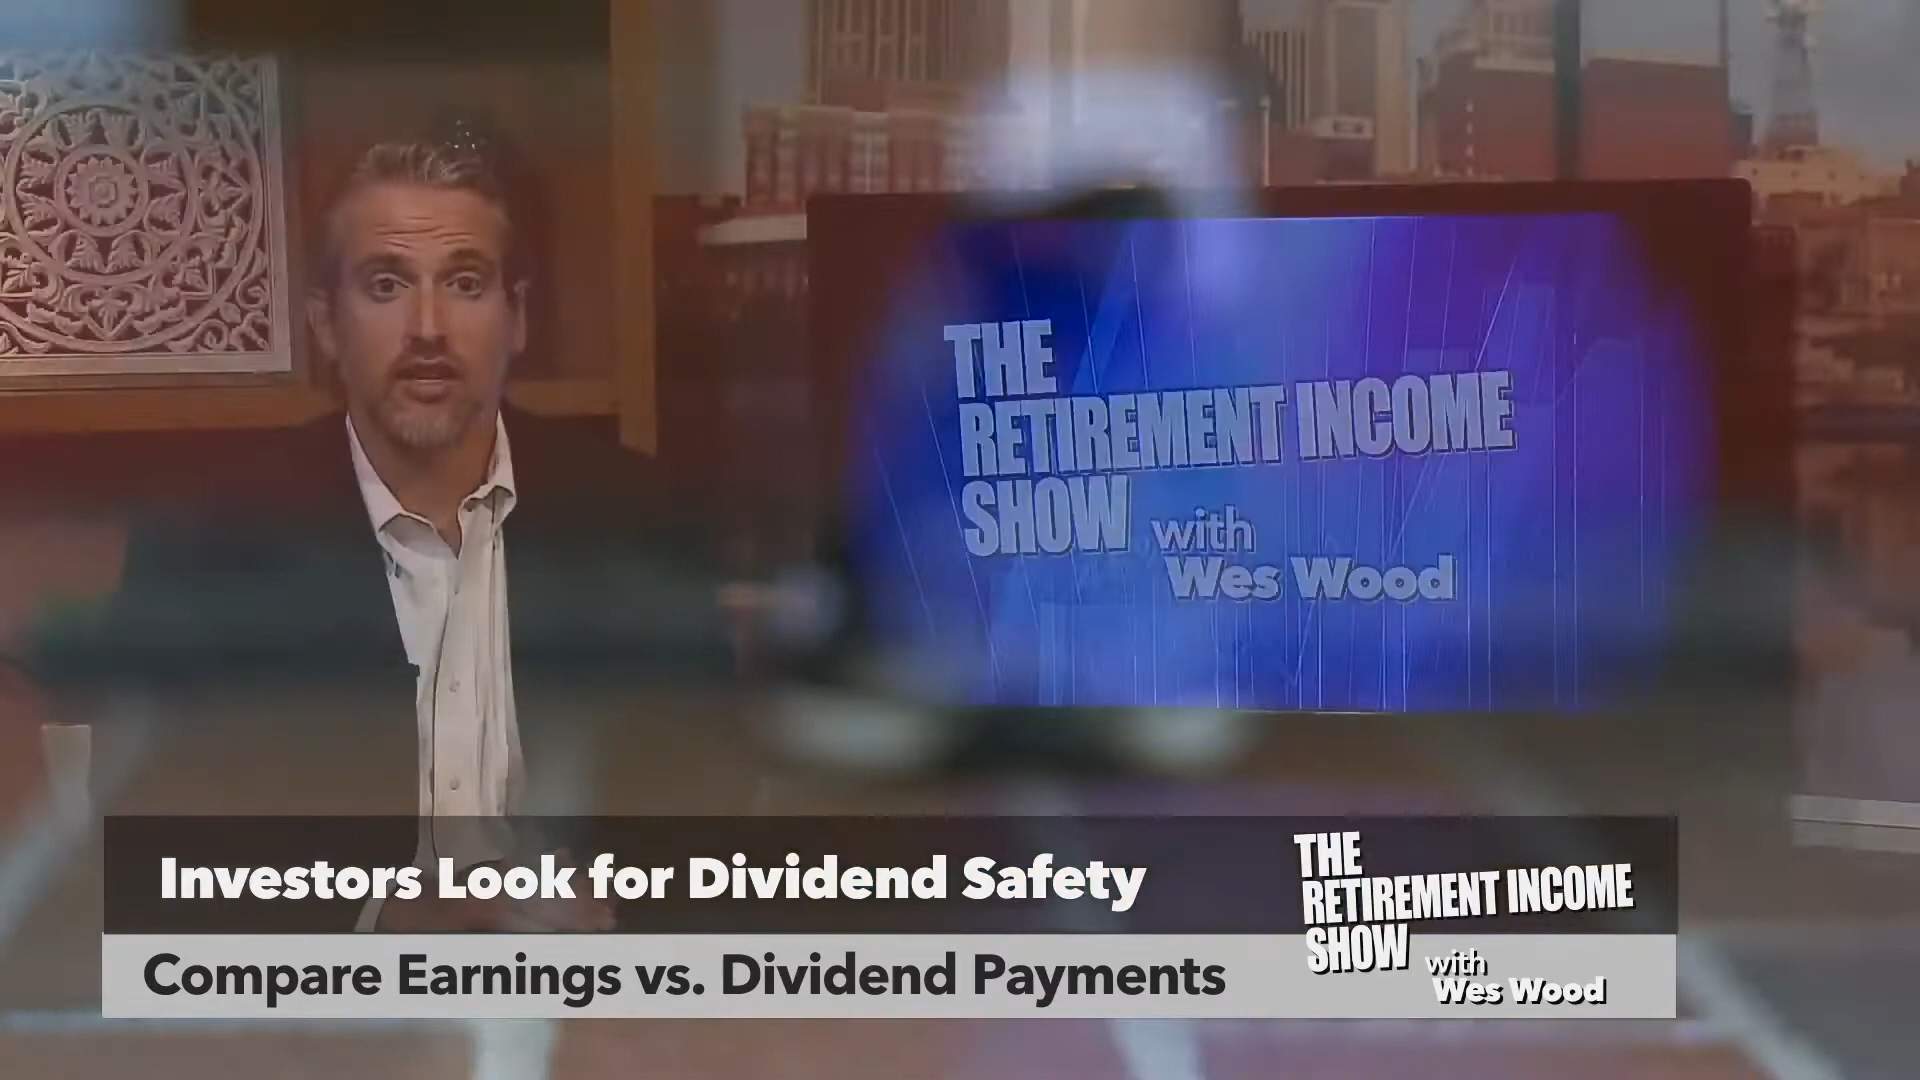 THE
RETIREMENT INCOME
SHOW with
Wes Wood
Investors Look for Dividend Safety
Compare Earnings vs. Dividend Payments
THE
RETIREMENT INCOME
SHOW with
Wes Wood